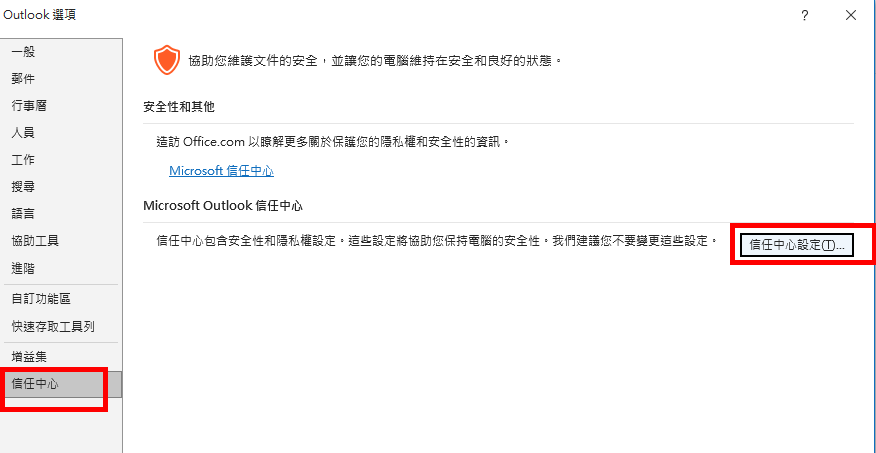 Outlook 選項
?
一般
郵件
行事曆
人員
工作
搜尋
語言
協助工具
進階
自訂功能區
快速存取工具列
增益集
信任中心
協助您維護文件的安全，並讓您的電腦維持在安全和良好的狀態。
安全性和其他
造訪 Office.com 以瞭解更多關於保護您的隱私權和安全性的資訊。
Microsoft 信任中心
Microsoft Outlook 信任中心
信任中心包含安全性和隱私權設定。這些設定將協助您保持電腦的安全性。我們建議您不要變更這些設定。
信任中心設定(T)...